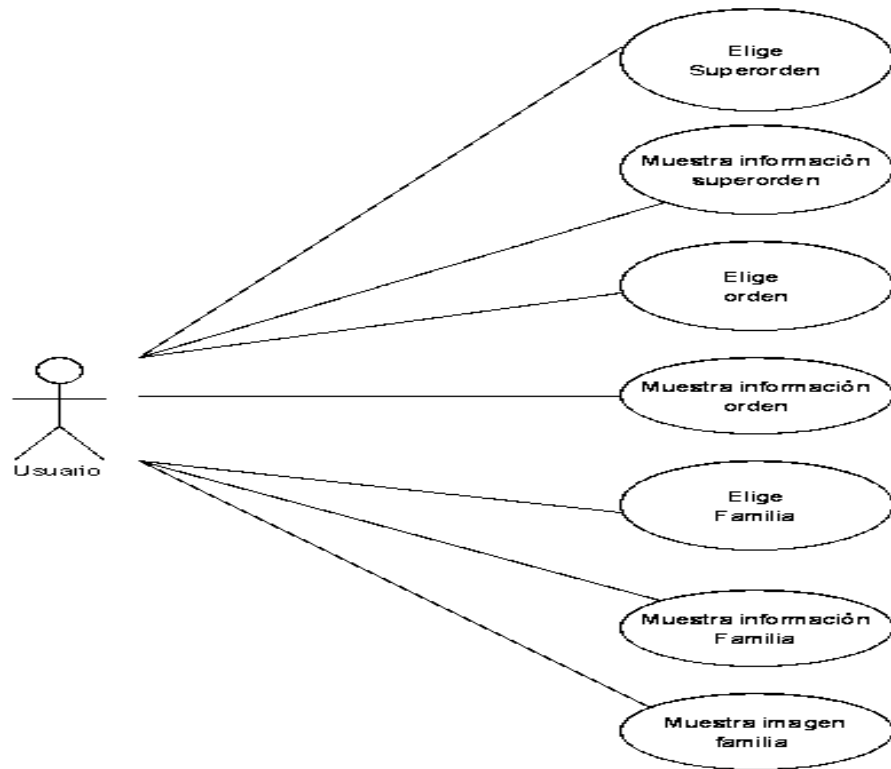 Elige
Superorden
Muestra información
superorden
Elige
orden
Muestra información
orden
Usuario
Elige
Familia
Muestra información
Familia
Muestra imagen
familia